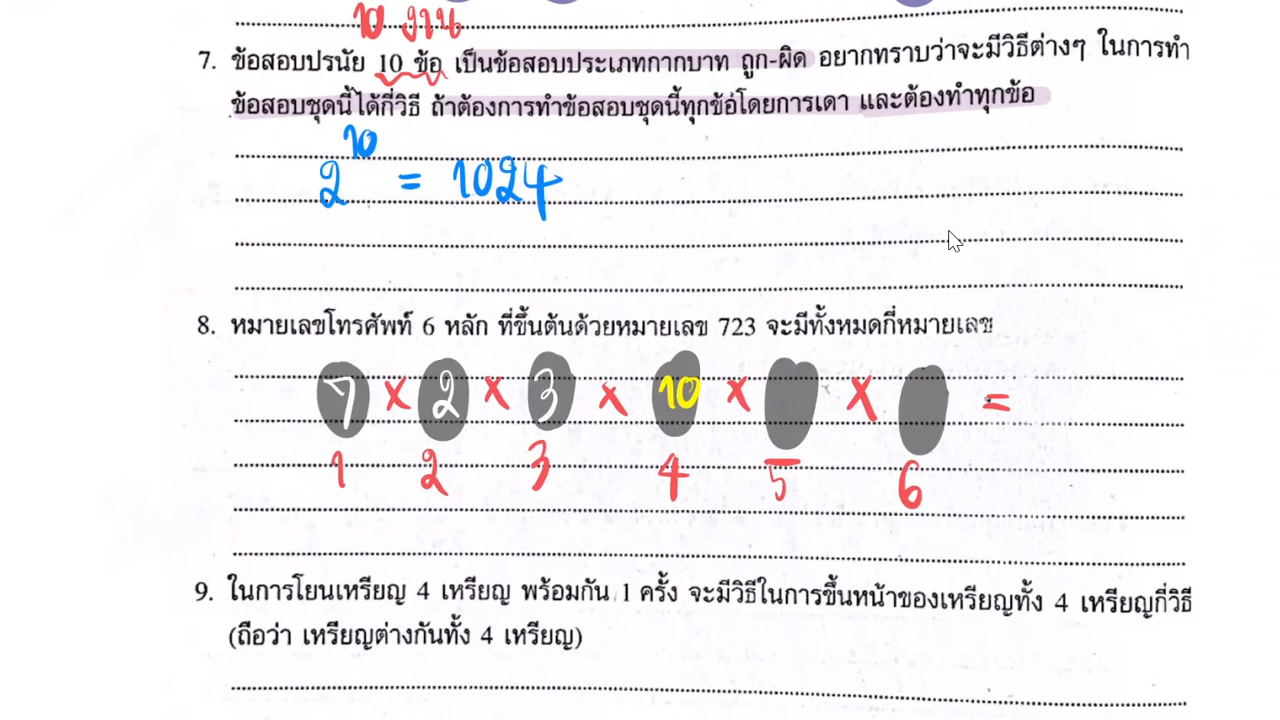 10 งาน
7. ข้อสอบปรนัย 10 ข้อ เป็นข้อสอบประเภทกากบาท ถูก-ผิด อยากทราบว่าจะมีวิธีต่างๆ ในการทำ
ข้อสอบชุดนี้ได้กี่วิธี ถ้าต้องการทำข้อสอบชุดนี้ทุกข้อโดยการเดา และต้องทำทุกข้อ
2^10 = 1024
8. หมายเลขโทรศัพท์ 6 หลัก ที่ขึ้นต้นด้วยหมายเลข 723 จะมีทั้งหมดกี่หมายเลข
7 x 2 x 3 x 10 x x =
1 2 3 4 5 6
9. ในการโยนเหรียญ 4 เหรียญ พร้อมกัน 1 ครั้ง จะมีวิธีในการขึ้นหน้าของเหรียญทั้ง 4 เหรียญกี่วิธี
(ถือว่า เหรียญต่างกันทั้ง 4 เหรียญ)